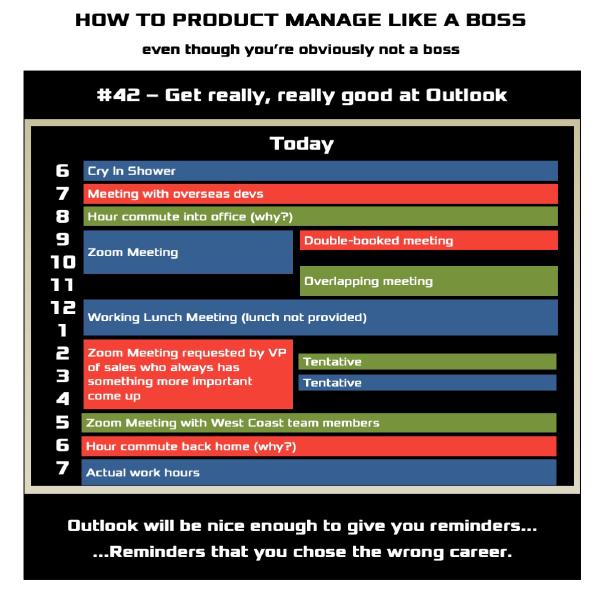 HOW TO PRODUCT MANAGE LIKE A BOSS
even though you're obviously not a boss
#42 – Get really, really good at Outlook
Today
6 Cry In Shower
7 Meeting with overseas devs
8 Hour commute into office (why?)
9 Double-booked meeting
Zoom Meeting
10
11 Overlapping meeting
12
Working Lunch Meeting (lunch not provided)
1
2 Zoom Meeting requested by VP
of sales who always has Tentative
3 something more important Tentative
4 come up
5 Zoom Meeting with West Coast team members
6 Hour commute back home (why?)
7 Actual work hours
Outlook will be nice enough to give you reminders...
...Reminders that you chose the wrong career.